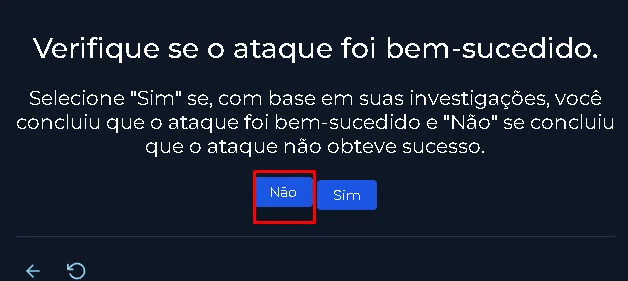 Verifique se o ataque foi bem-sucedido.
Selecione "Sim" se, com base em suas investigações, você
concluiu que o ataque foi bem-sucedido e "Não" se concluiu
que o ataque não obteve sucesso.
Não Sim